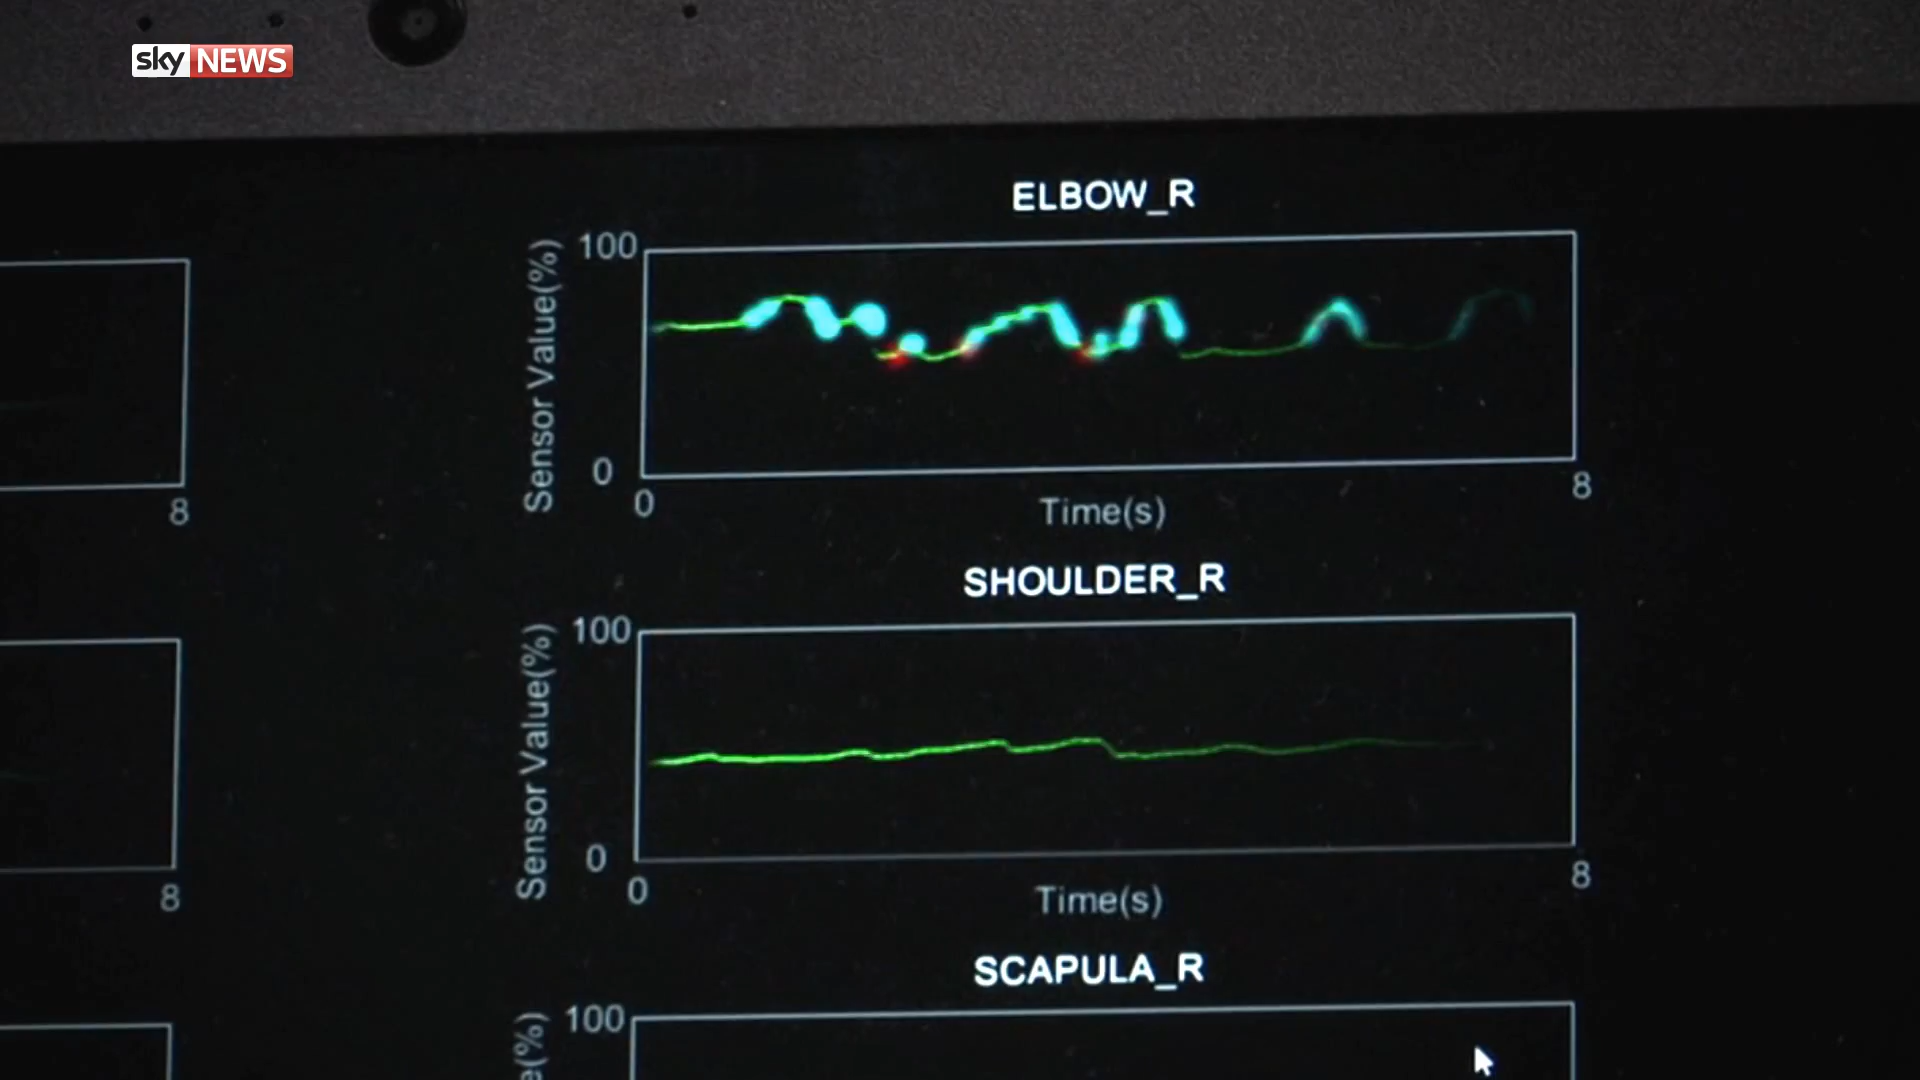 sky NEWS
ELBOW_R
100
Sensor Value(%)
0
0
8
Time(s)
8
SHOULDER_R
100
Sensor Value(%)
0
0
8
Time(s)
8
SCAPULA_R
100
e(%)